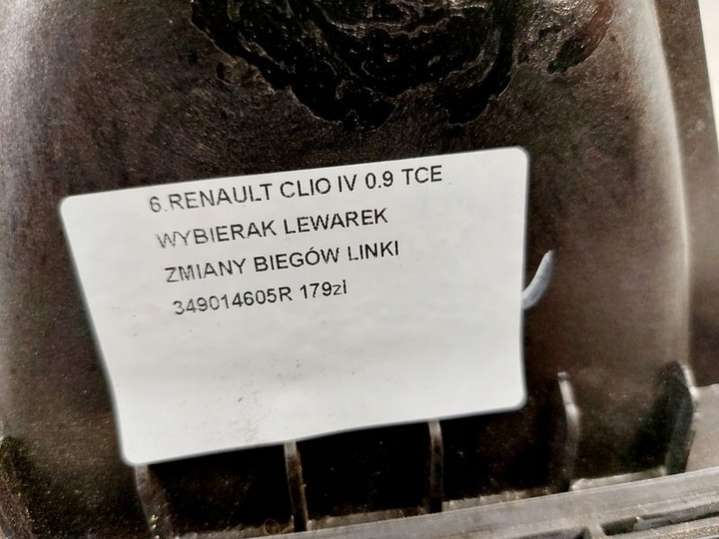 6.RENAULT CLIO IV 0.9 TCE
WYBIERAK LEWAREK
ZMIANY BIEGÓW LINKI
349014605R 179zł